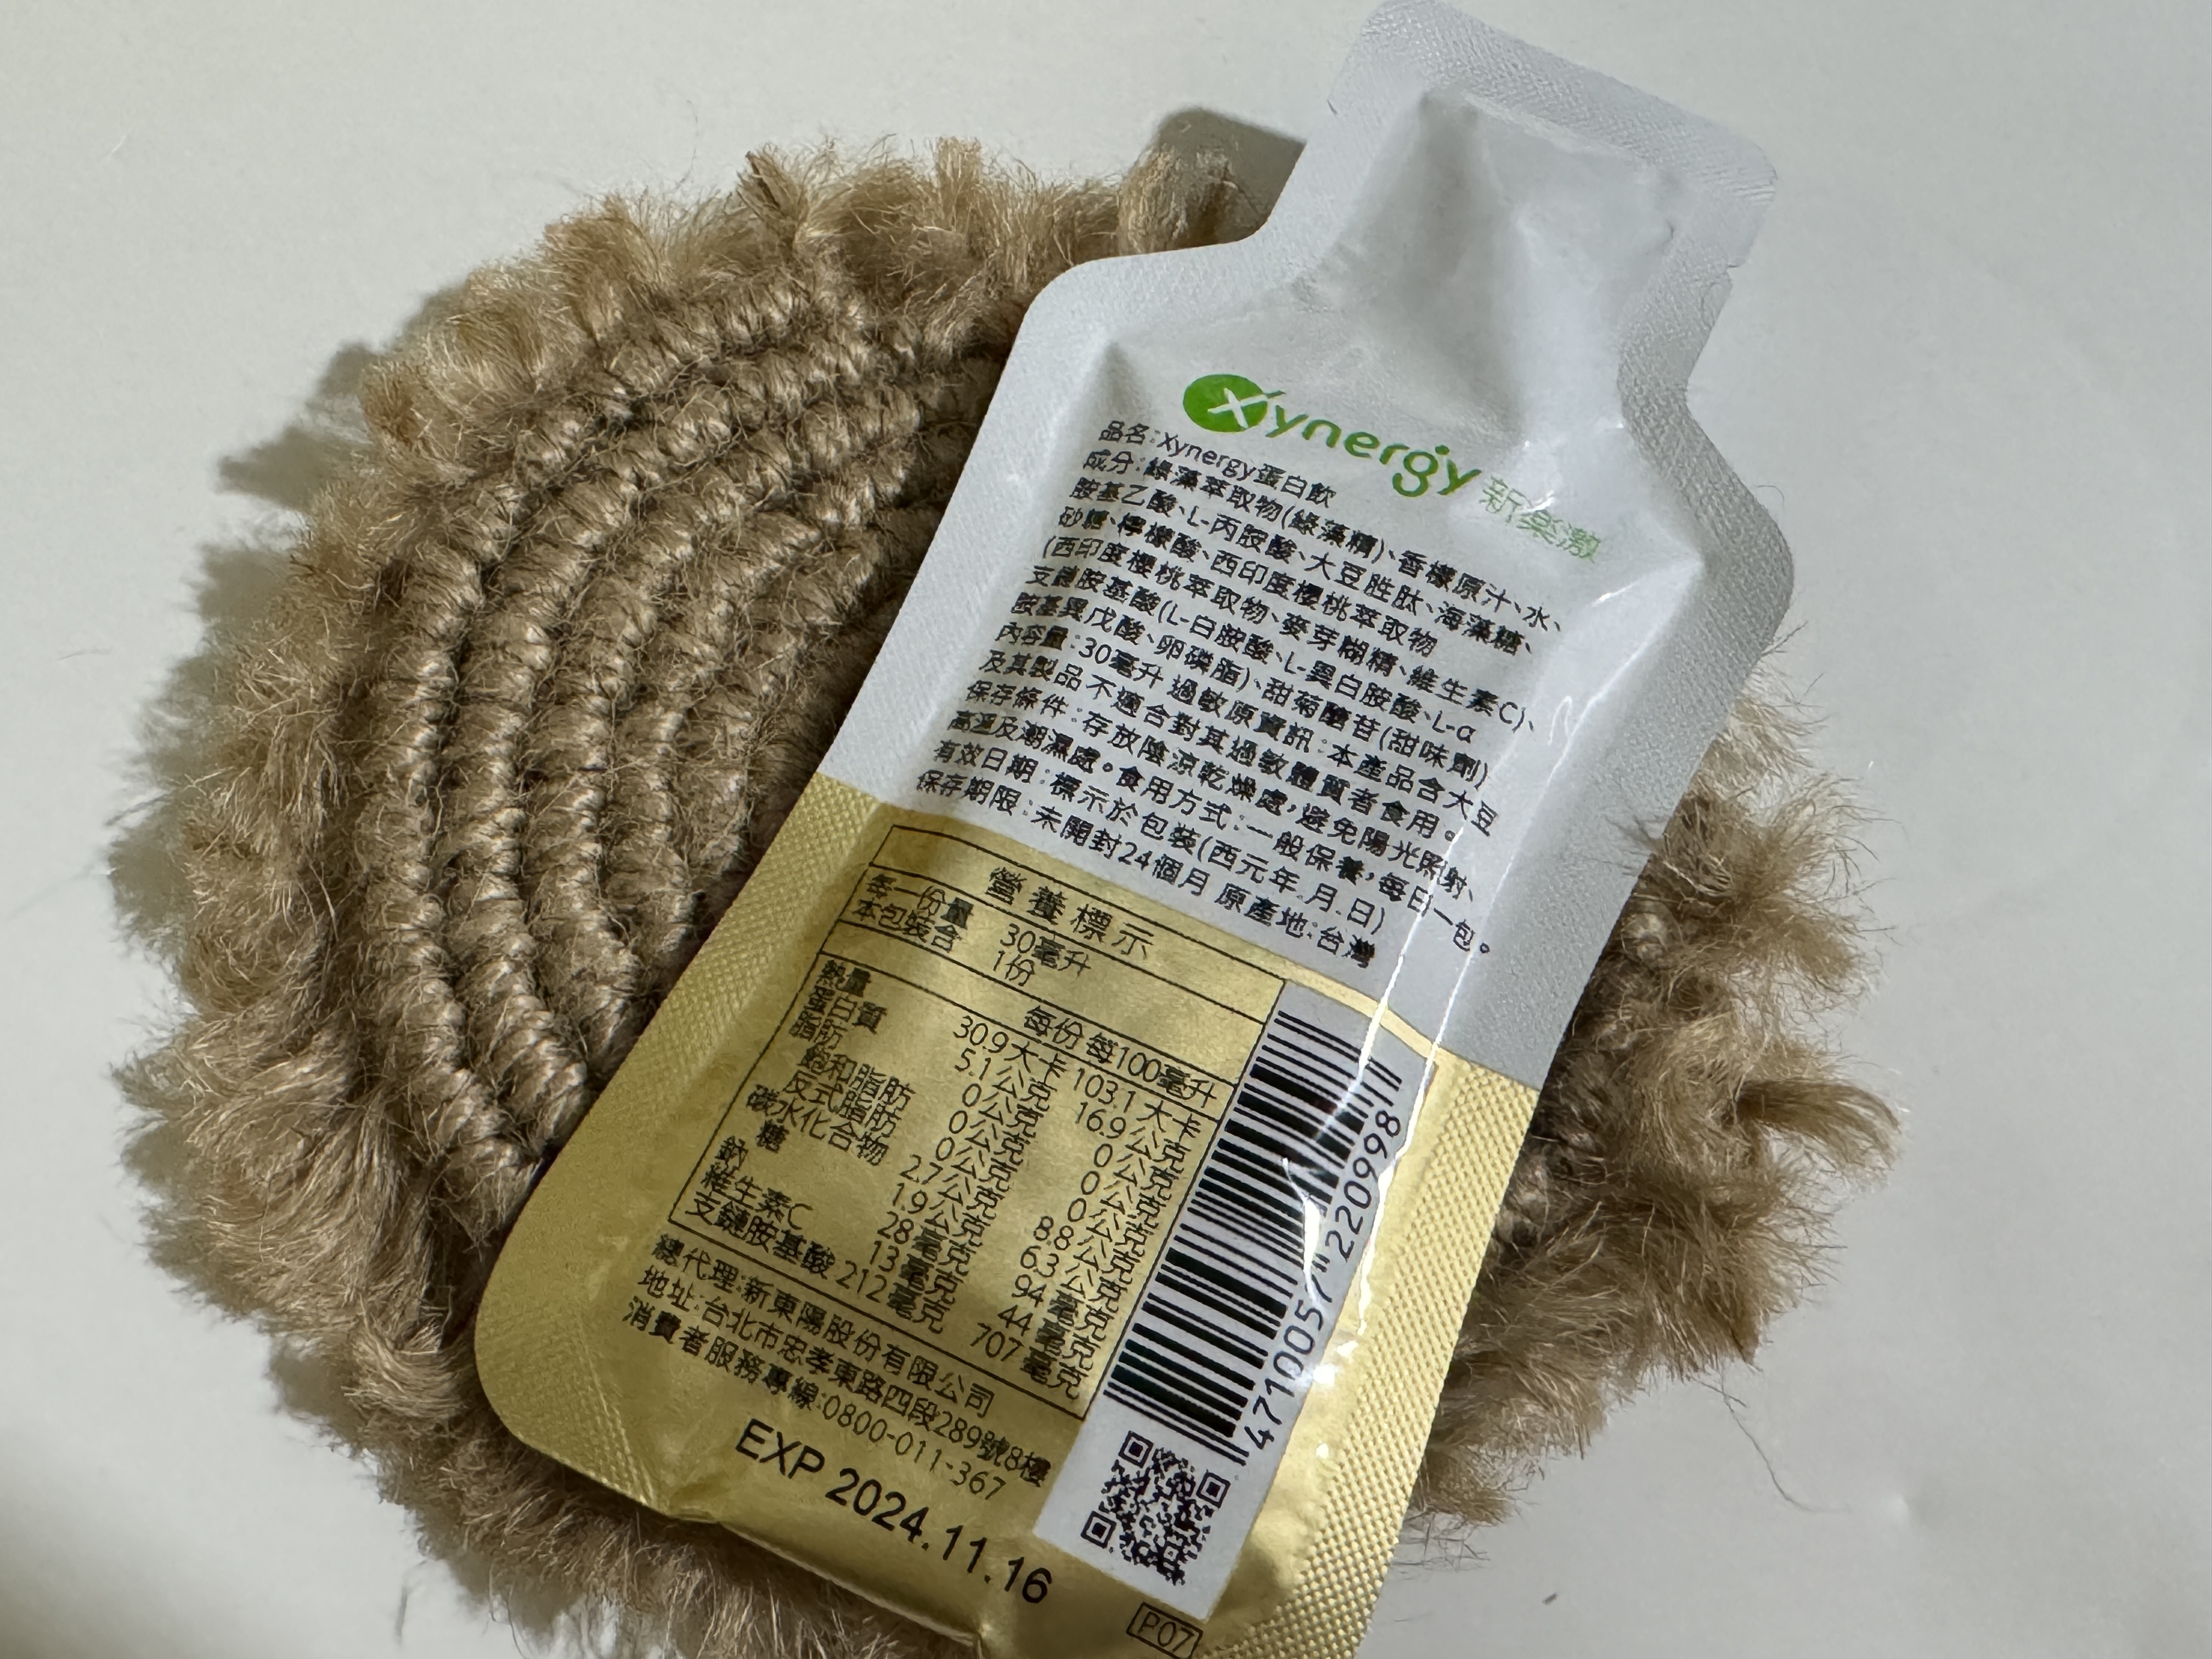 xynergy 新樂激
品名:Xynergy蛋白飲
成分:綠藻萃取物(綠藻精)、香檬原汁、水、
胺基乙酸、L-丙胺酸、大豆胜肽、海藻糖、
砂糖、檸檬酸、西印度櫻桃萃取物
(西印度櫻桃萃取物、麥芽糊精、維生素C)、
支鏈胺基酸(L-白胺酸、L-異白胺酸、L-α
胺基異戊酸、卵磷脂)、甜菊醣苷(甜味劑)
內容量:30毫升 過敏原資訊:本產品含大豆
及其製品 不適合對其過敏體質者食用。
保存條件:存放陰涼乾燥處,避免陽光照射、
高溫及潮濕處。食用方式:一般保養,每日一包。
有效日期:標示於包裝(西元年.月.日)
保存期限:未開封24個月 原產地:台灣
營養標示
每一份量 30毫升
本包裝含 1份
每份 每100毫升
熱量 30.9大卡 103.1大卡
蛋白質 5.1公克 16.9公克
脂肪 0公克 0公克
飽和脂肪 0公克 0公克
反式脂肪 0公克 0公克
碳水化合物 2.7公克 8.8公克
糖 1.9公克 6.3公克
鈉 28毫克 94毫克
維生素C 13毫克 44毫克
支鏈胺基酸 212毫克 707毫克
總代理:新東陽股份有限公司
地址:台北市忠孝東路四段289號8樓
消費者服務專線:0800-011-367
EXP 2024.11.16
4710057220998
P07